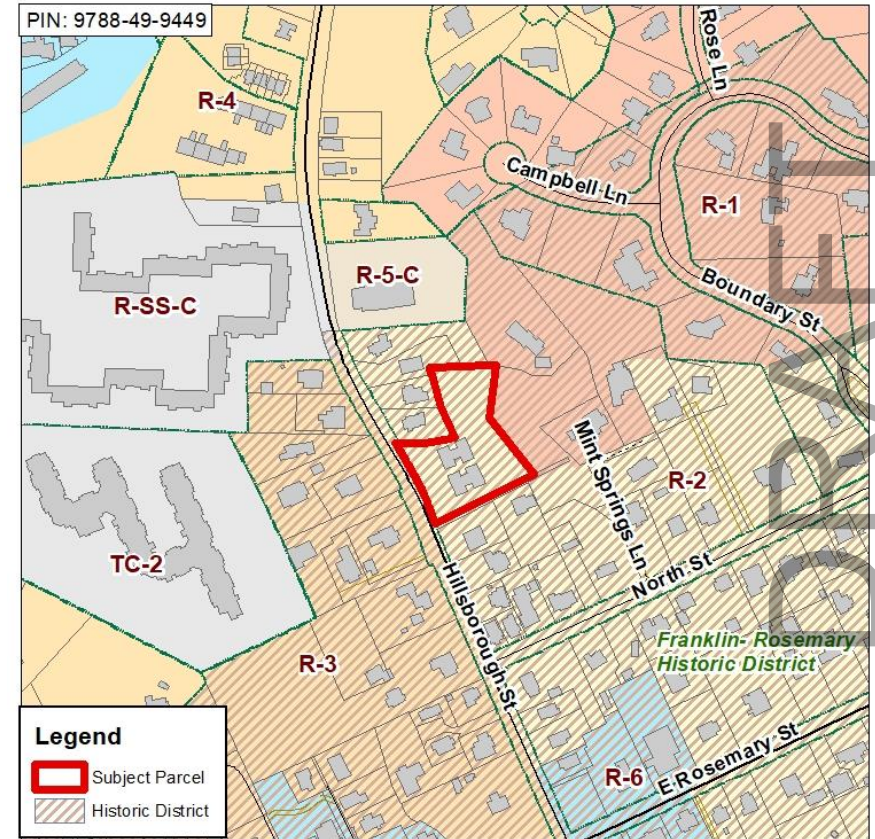 PIN: 9788-49-9449
Rose Ln
R-4
Campbell Ln
R-1
R-5-C
R-SS-C
Boundary St
DRAFT
Mint Springs Ln
R-2
TC-2
North St
Hillsborough St
Franklin- Rosemary
Historic District
R-3
Legend
Subject Parcel
Historic District
R-6
E Rosemary St